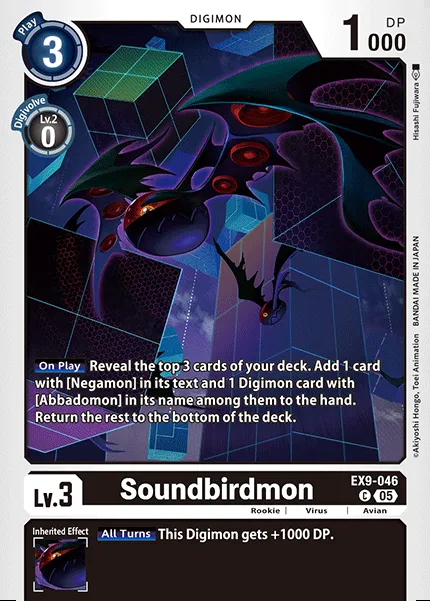 DIGIMON
Play
3
DP
1000
Digivolve
Lv.2
0
Hisashi Fujiwara
©Akiyoshi Hongo, Toei Animation BANDAI MADE IN JAPAN
On Play Reveal the top 3 cards of your deck. Add 1 card
with [Negamon] in its text and 1 Digimon card with
[Abbadomon] in its name among them to the hand.
Return the rest to the bottom of the deck.
Lv.3
Soundbirdmon
EX9-046
C 05
Rookie | Virus | Avian
Inherited Effect
All Turns This Digimon gets +1000 DP.